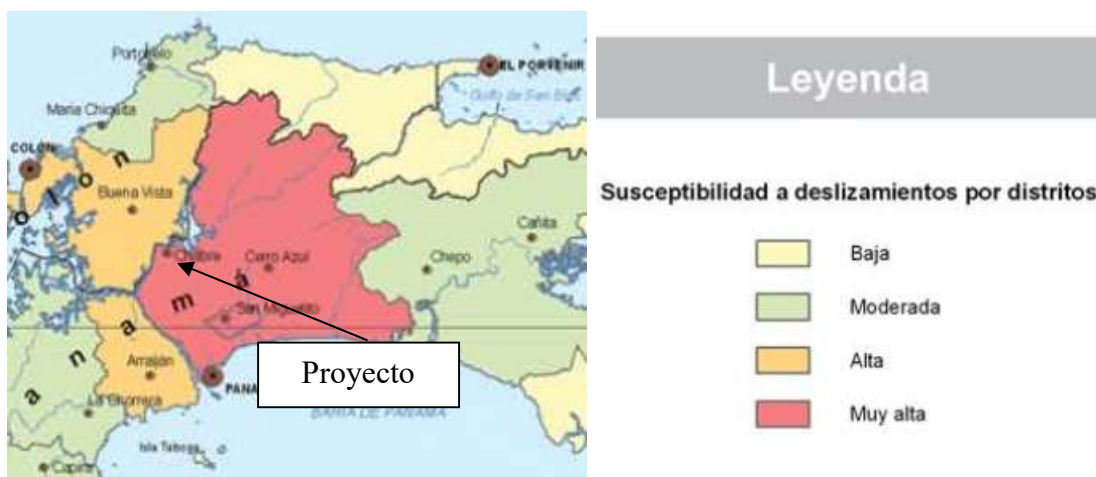 Portobelo
EL PORVENIR
Golfo de San Blas
Maria Chiquita
COLÓN
C o l o n
Buena Vista
Cañita
Chilibre
Cerro Azul
Chepo
San Miguelito
P a n a m á
Arraiján
Proyecto
PANA
La Chorrera
BAHIA DE PANAMA
Isla Taboga
Capira
Leyenda
Susceptibilidad a deslizamientos por distritos
Baja
Moderada
Alta
Muy alta